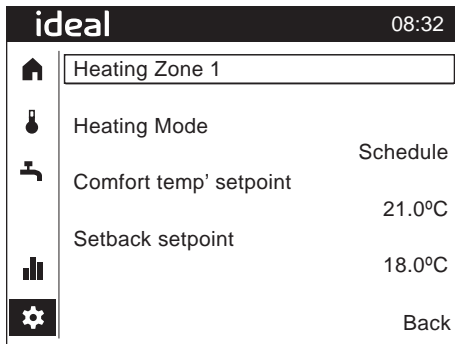 ideal 08:32
Heating Zone 1
Heating Mode
Schedule
Comfort temp' setpoint
21.0ºC
Setback setpoint
18.0ºC
Back